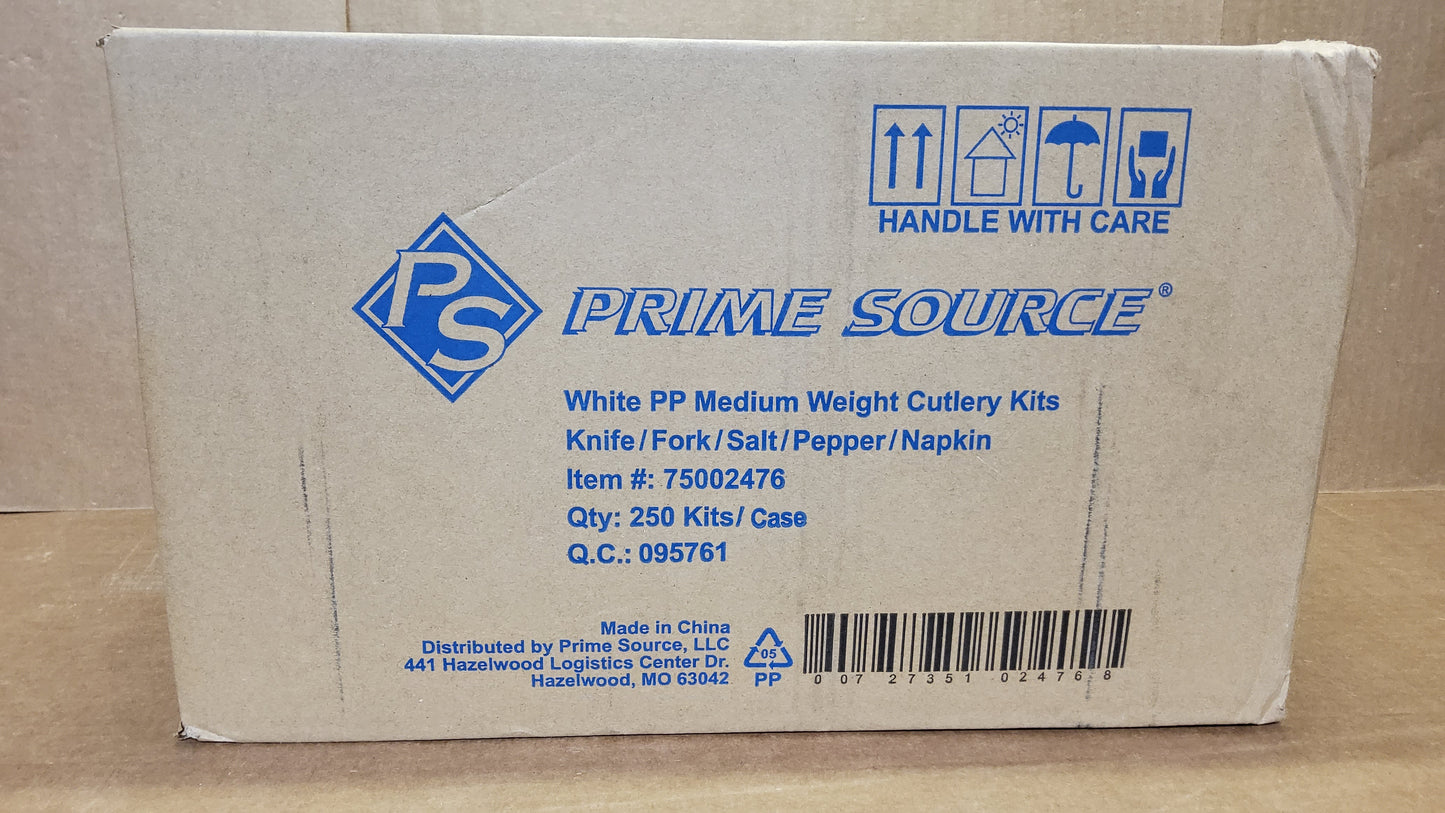 HANDLE WITH CARE
PS
PRIME SOURCE®
White PP Medium Weight Cutlery Kits
Knife/Fork/Salt/Pepper/Napkin
Item #: 75002476
Qty: 250 Kits/ Case
Q.C.: 095761
Made in China
Distributed by Prime Source, LLC
441 Hazelwood Logistics Center Dr.
Hazelwood, MO 63042
05
PP
0 07 27351 02476 8